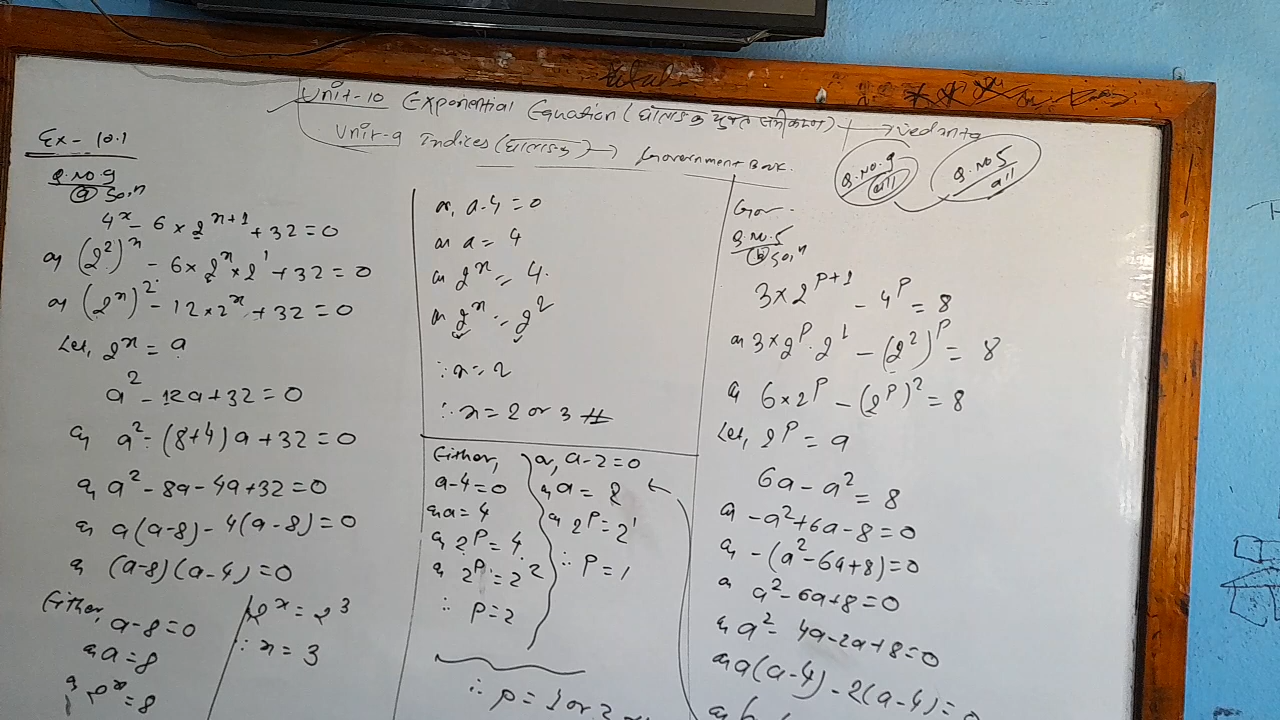 Unit-10 Exponential Equation (घाताङ्क युक्त समीकरण) → vedanta
Unit-9 Indices (घाताङ्क) → Government Book.
Q.No.9 all
Q.No 5 all
Ex - 10.1
Q.No.9
(a) Soln
4^x - 6 × 2^{x+1} + 32 = 0
or (2^2)^x - 6 × 2^x × 2^1 + 32 = 0
or (2^x)^2 - 12 × 2^x + 32 = 0
Let, 2^x = a
a^2 - 12a + 32 = 0
or a^2 - (8+4)a + 32 = 0
or a^2 - 8a - 4a + 32 = 0
or a(a-8) - 4(a-8) = 0
or (a-8)(a-4) = 0
Either,
a-8 = 0
or a = 8
or 2^x = 8
2^x = 2^3
∴ x = 3
or, a-4 = 0
or a = 4
or 2^x = 4.
or 2^x = 2^2
∴ x = 2
∴ x = 2 or 3 #
Either,
a-4 = 0
or a = 4
or 2^p = 4.
or 2^p = 2^2
∴ p = 2
or, a-2 = 0
or a = 2
or 2^p = 2^1
∴ p = 1
∴ p = 1 or 2
Gov.
Q.No.5
(b) Soln
3 × 2^{p+1} - 4^p = 8
or 3 × 2^p . 2^1 - (2^2)^p = 8
or 6 × 2^p - (2^p)^2 = 8
Let, 2^p = a
6a - a^2 = 8
or -a^2 + 6a - 8 = 0
or -(a^2 - 6a + 8) = 0
or a^2 - 6a + 8 = 0
or a^2 - 4a - 2a + 8 = 0
or a(a-4) - 2(a-4) = 0